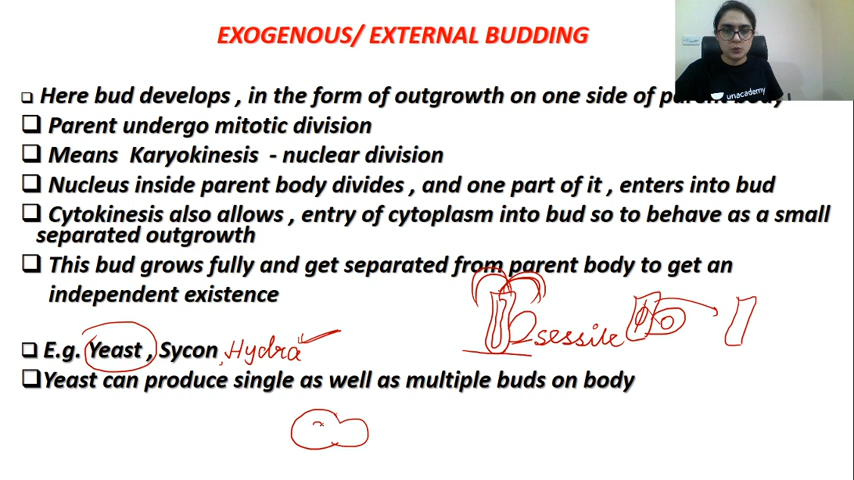 EXOGENOUS/ EXTERNAL BUDDING
unacademy
Here bud develops , in the form of outgrowth on one side of parent body
Parent undergo mitotic division
Means Karyokinesis - nuclear division
Nucleus inside parent body divides , and one part of it , enters into bud
Cytokinesis also allows , entry of cytoplasm into bud so to behave as a small
separated outgrowth
This bud grows fully and get separated from parent body to get an
independent existence
sessile
E.g. Yeast , Sycon , Hydra
Yeast can produce single as well as multiple buds on body